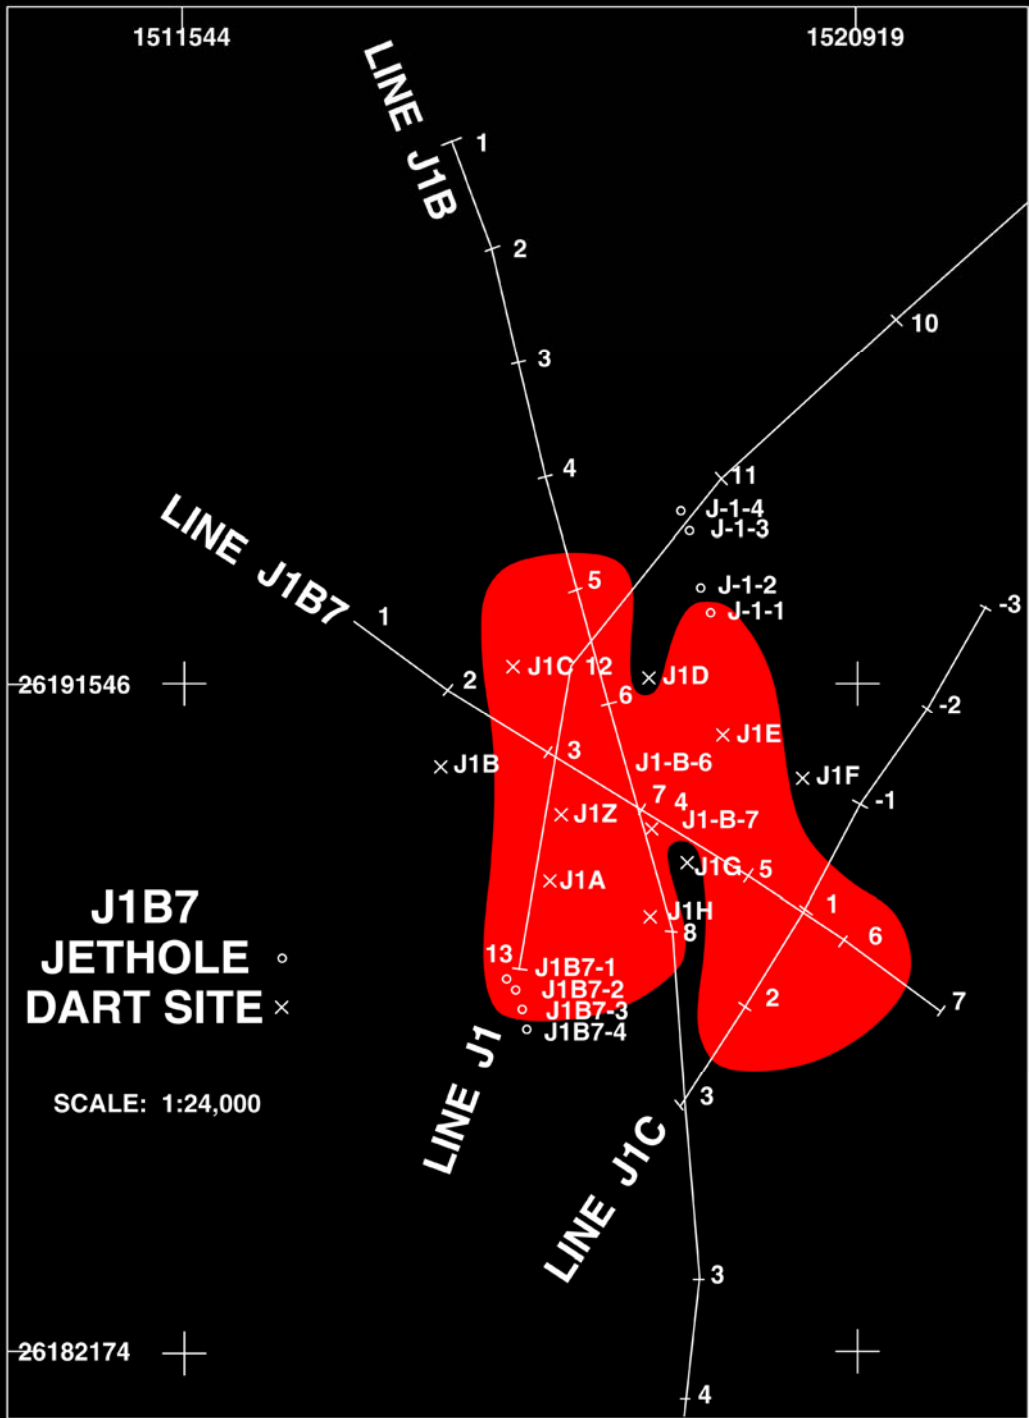 1511544
1520919
LINE J1B
1
2
10
3
4
11
J-1-4
J-1-3
LINE J1B7
5
J-1-2
J-1-1
-3
1
J1C
12
J1D
26191546
2
6
-2
J1E
3
J1-B-6
J1B
J1F
7
4
-1
J1Z
J1-B-7
J1G
5
J1A
J1B7
JETHOLE
DART SITE
J1H
1
8
6
13
J1B7-1
J1B7-2
2
7
J1B7-3
J1B7-4
LINE J1
SCALE: 1:24,000
3
LINE J1C
3
26182174
4